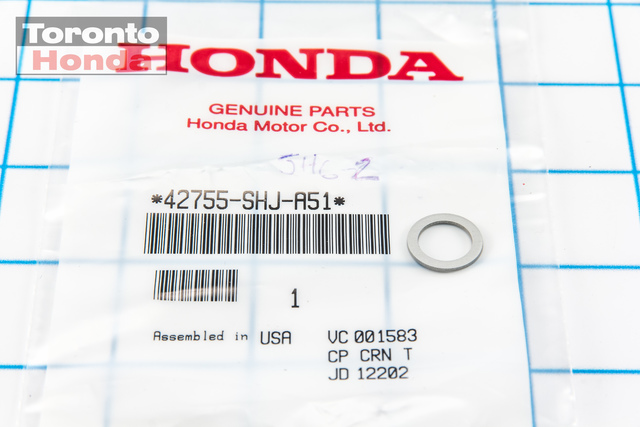 Toronto
Honda
HONDA
GENUINE PARTS
Honda Motor Co., Ltd.
*42755-SHJ-A51*
1
Assembled in USA
VC 001583
CP CRN T
JD 12202